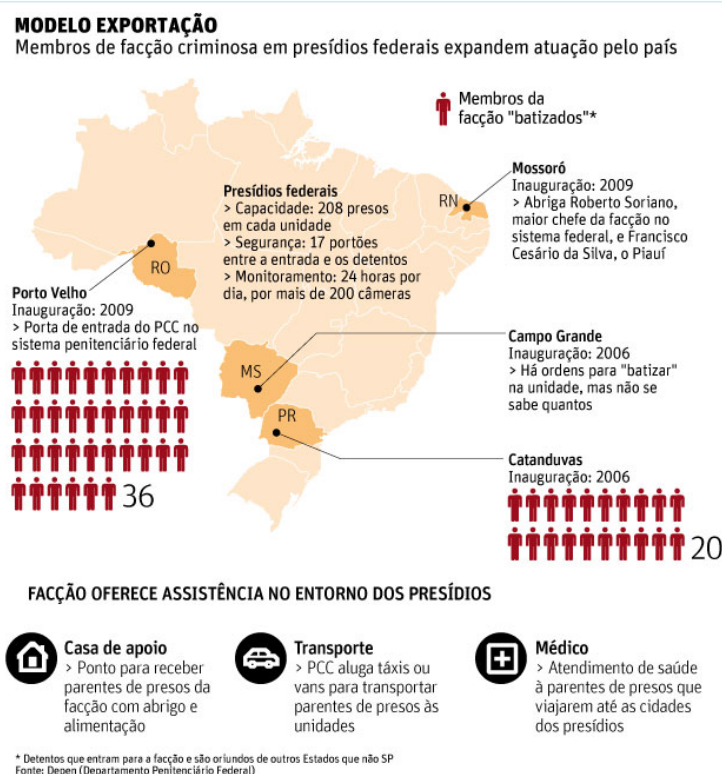 MODELO EXPORTAÇÃO
Membros de facção criminosa em presídios federais expandem atuação pelo país
Membros da
facção "batizados"*
Mossoró
Inauguração: 2009
> Abriga Roberto Soriano,
maior chefe da facção no
sistema federal, e Francisco
Cesário da Silva, o Piauí
RN
Presídios federais
> Capacidade: 208 presos
em cada unidade
> Segurança: 17 portões
entre a entrada e os detentos
> Monitoramento: 24 horas por
dia, por mais de 200 câmeras
RO
Porto Velho
Inauguração: 2009
> Porta de entrada do PCC no
sistema penitenciário federal
36
MS
Campo Grande
Inauguração: 2006
> Há ordens para "batizar"
na unidade, mas não se
sabe quantos
PR
Catanduvas
Inauguração: 2006
20
FACÇÃO OFERECE ASSISTÊNCIA NO ENTORNO DOS PRESÍDIOS
Casa de apoio
> Ponto para receber
parentes de presos da
facção com abrigo e
alimentação
Transporte
> PCC aluga táxis ou
vans para transportar
parentes de presos às
unidades
Médico
> Atendimento de saúde
à parentes de presos que
viajarem até as cidades
dos presídios
* Detentos que entram para a facção e são oriundos de outros Estados que não SP
Fonte: Depen (Departamento Penitenciário Federal)